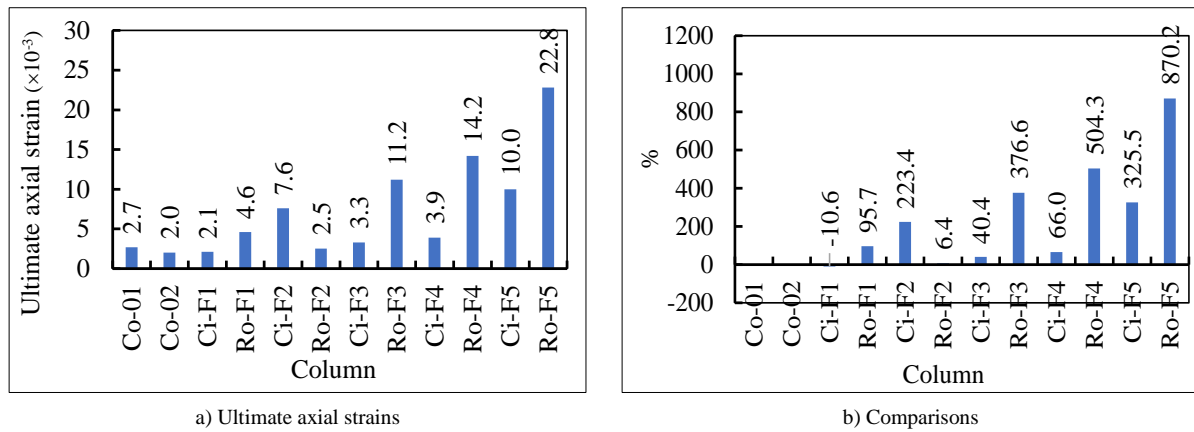 Ultimate axial strain (×10⁻³)
30
25
20
15
10
5
0
2.7
2.0
2.1
4.6
7.6
2.5
3.3
11.2
3.9
14.2
10.0
22.8
Co-01
Co-02
Ci-F1
Ro-F1
Ci-F2
Ro-F2
Ci-F3
Ro-F3
Ci-F4
Ro-F4
Ci-F5
Ro-F5
Column
a) Ultimate axial strains
%
1200
1000
800
600
400
200
0
-200
-10.6
95.7
223.4
6.4
40.4
376.6
66.0
504.3
325.5
870.2
Co-01
Co-02
Ci-F1
Ro-F1
Ci-F2
Ro-F2
Ci-F3
Ro-F3
Ci-F4
Ro-F4
Ci-F5
Ro-F5
Column
b) Comparisons